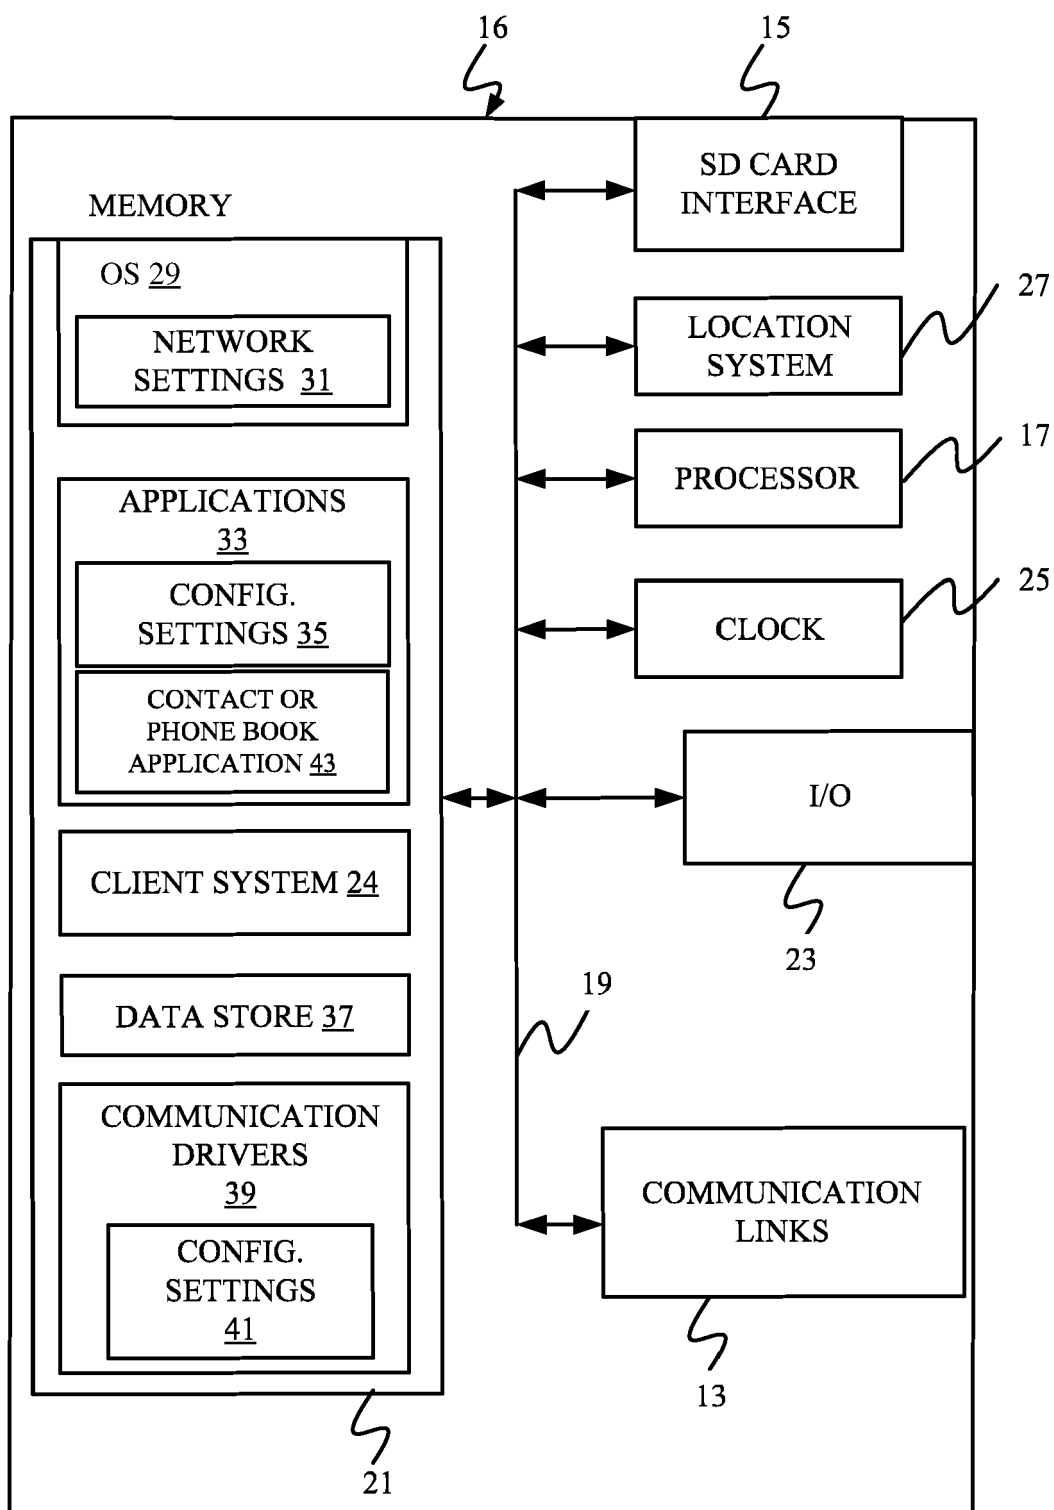 16
15
SD CARD
INTERFACE
MEMORY
OS 29
NETWORK
SETTINGS 31
27
LOCATION
SYSTEM
17
PROCESSOR
APPLICATIONS
33
CONFIG.
SETTINGS 35
25
CLOCK
CONTACT OR
PHONE BOOK
APPLICATION 43
I/O
CLIENT SYSTEM 24
23
19
DATA STORE 37
COMMUNICATION
DRIVERS
39
CONFIG.
SETTINGS
41
COMMUNICATION
LINKS
13
21